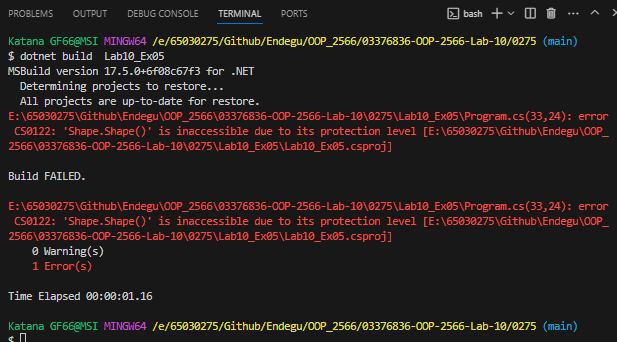 PROBLEMS OUTPUT DEBUG CONSOLE TERMINAL PORTS bash
Katana GF66@MSI MINGW64 /e/65030275/Github/Endegu/OOP_2566/03376836-OOP-2566-Lab-10/0275 (main)
$ dotnet build  Lab10_Ex05
MSBuild version 17.5.0+6f08c67f3 for .NET
  Determining projects to restore...
  All projects are up-to-date for restore.
E:\65030275\Github\Endegu\OOP_2566\03376836-OOP-2566-Lab-10\0275\Lab10_Ex05\Program.cs(33,24): error
 CS0122: 'Shape.Shape()' is inaccessible due to its protection level [E:\65030275\Github\Endegu\OOP_
2566\03376836-OOP-2566-Lab-10\0275\Lab10_Ex05\Lab10_Ex05.csproj]
Build FAILED.
E:\65030275\Github\Endegu\OOP_2566\03376836-OOP-2566-Lab-10\0275\Lab10_Ex05\Program.cs(33,24): error
 CS0122: 'Shape.Shape()' is inaccessible due to its protection level [E:\65030275\Github\Endegu\OOP_
2566\03376836-OOP-2566-Lab-10\0275\Lab10_Ex05\Lab10_Ex05.csproj]
    0 Warning(s)
    1 Error(s)
Time Elapsed 00:00:01.16
Katana GF66@MSI MINGW64 /e/65030275/Github/Endegu/OOP_2566/03376836-OOP-2566-Lab-10/0275 (main)
$